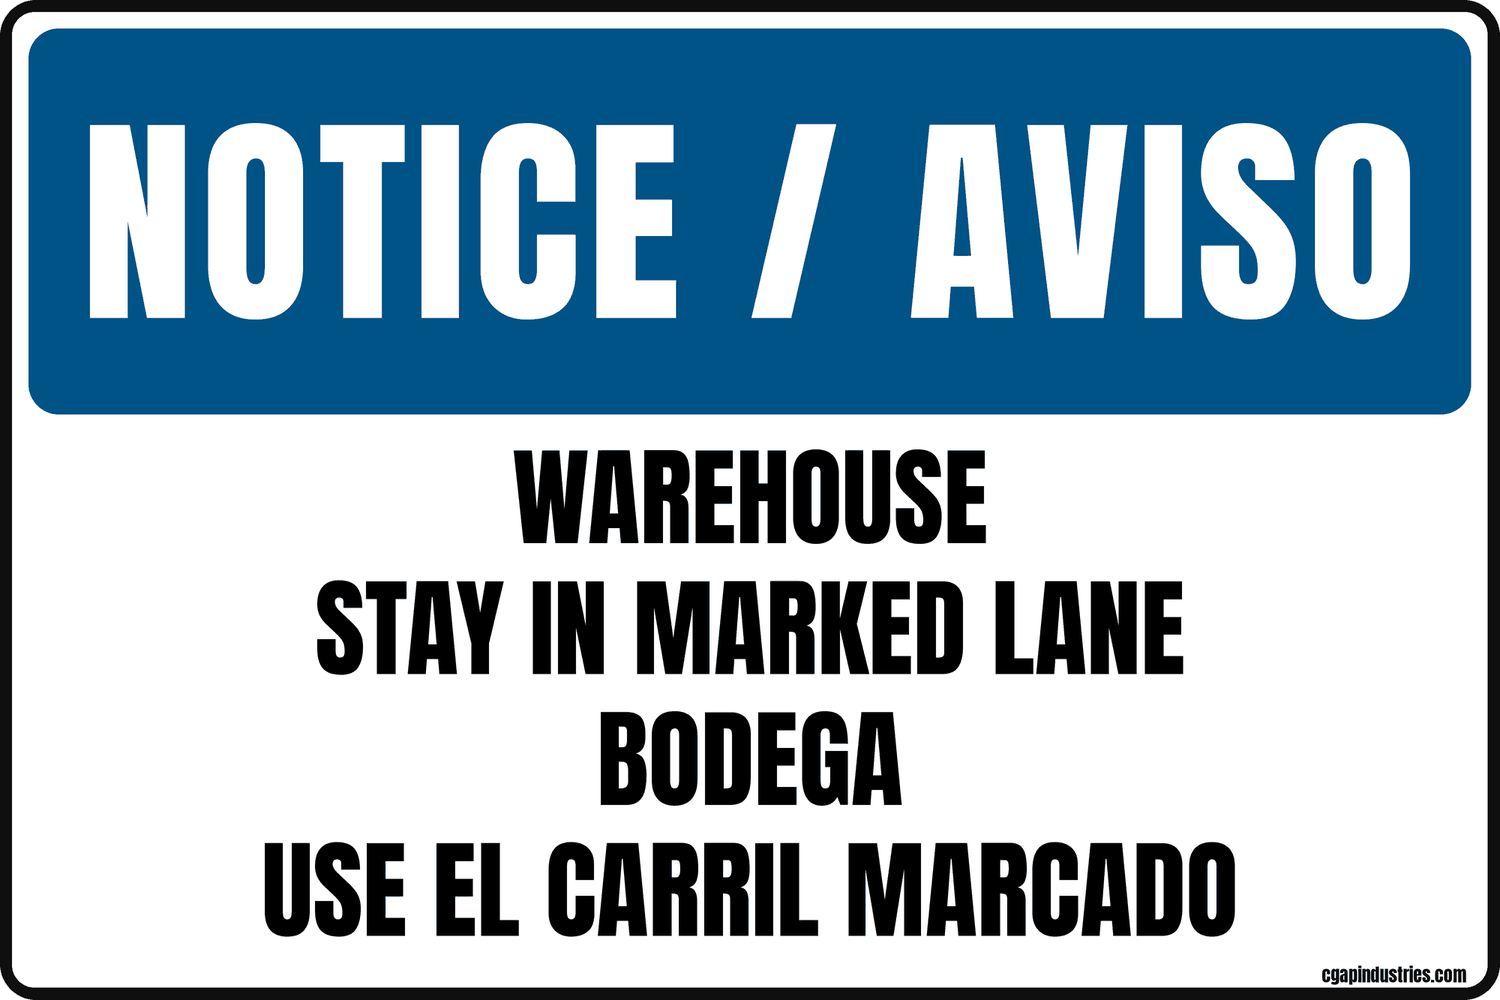 NOTICE / AVISO
WAREHOUSE
STAY IN MARKED LANE
BODEGA
USE EL CARRIL MARCADO
cgapindustries.com